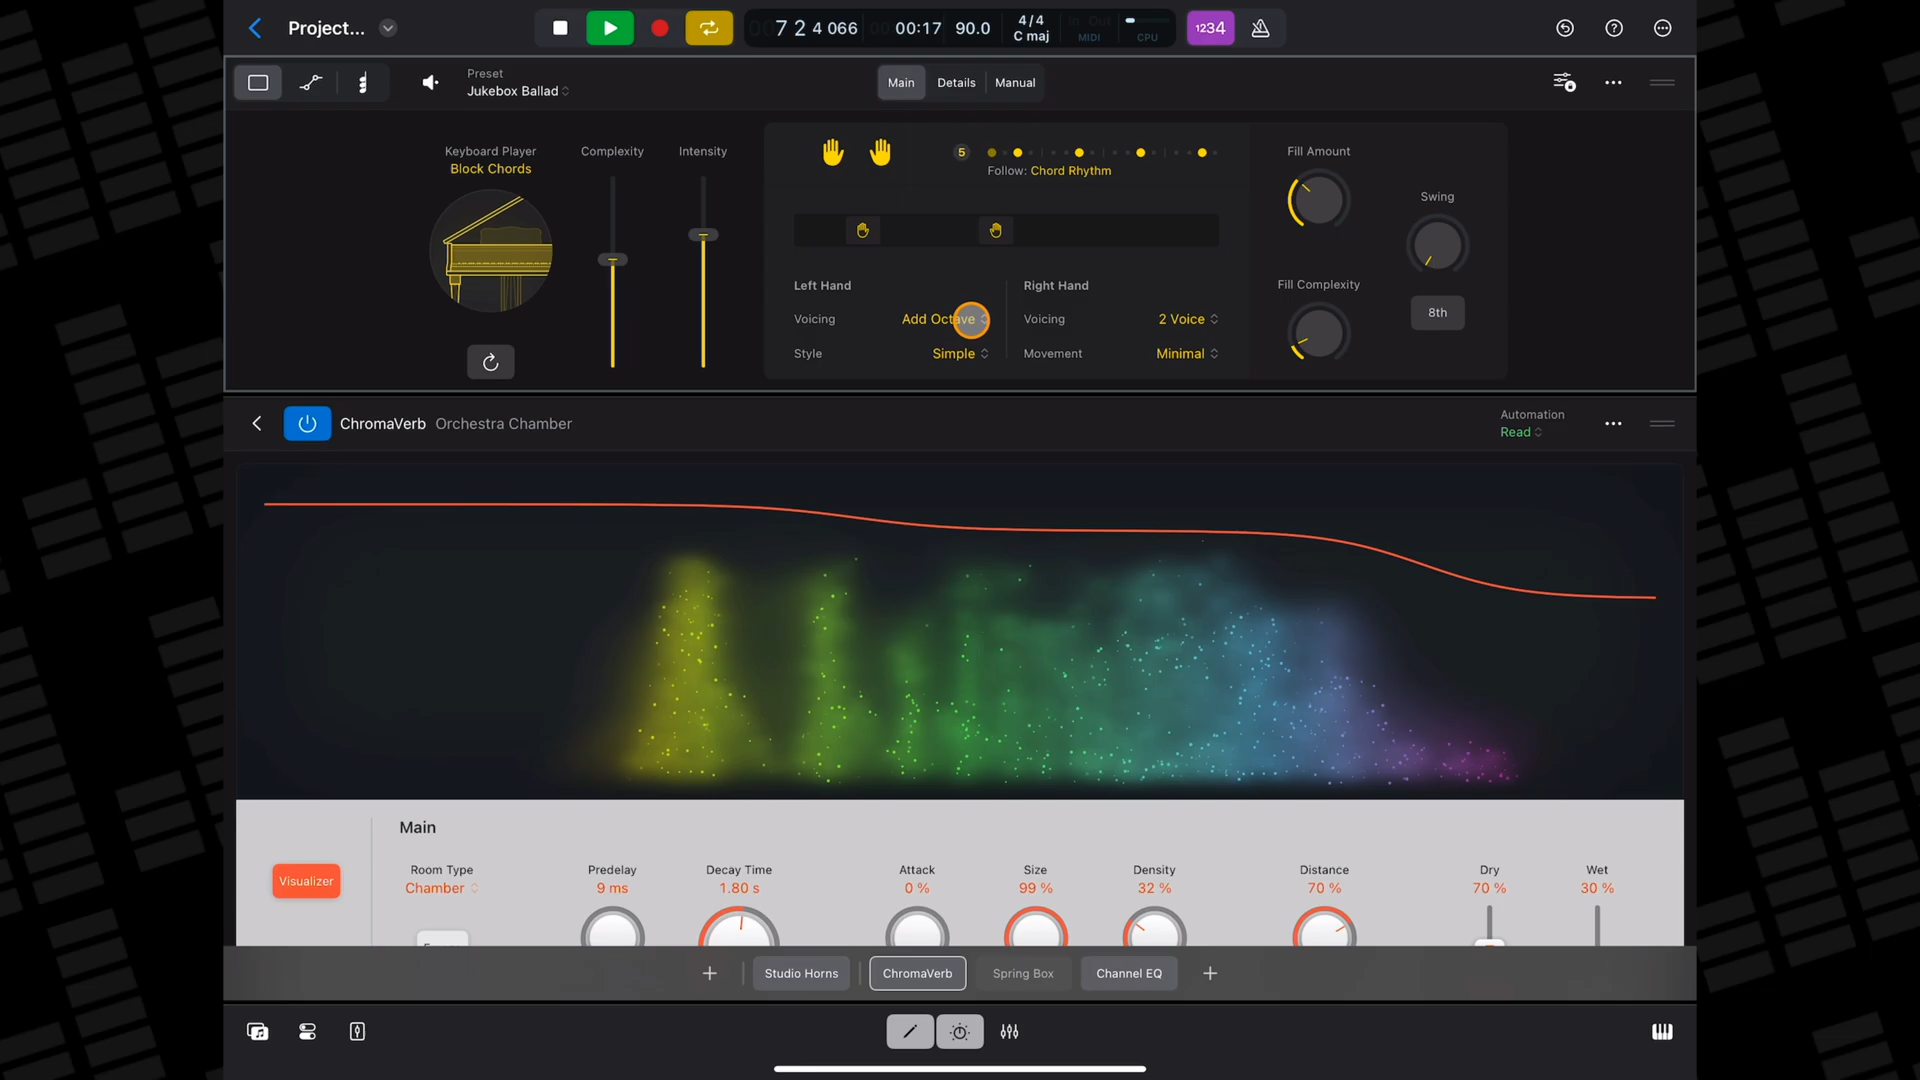 Project...
7 2 4 066
00:17
90.0
4/4
C maj
In Out
MIDI
CPU
1234
Preset
Jukebox Ballad
Main
Details
Manual
Keyboard Player
Block Chords
Complexity
Intensity
5
Follow: Chord Rhythm
Fill Amount
Swing
Left Hand
Right Hand
Fill Complexity
8th
Voicing
Add Octave
Voicing
2 Voice
Style
Simple
Movement
Minimal
ChromaVerb
Orchestra Chamber
Automation
Read
Main
Visualizer
Room Type
Chamber
Predelay
9 ms
Decay Time
1.80 s
Attack
0 %
Size
99 %
Density
32 %
Distance
70 %
Dry
70 %
Wet
30 %
Studio Horns
ChromaVerb
Spring Box
Channel EQ